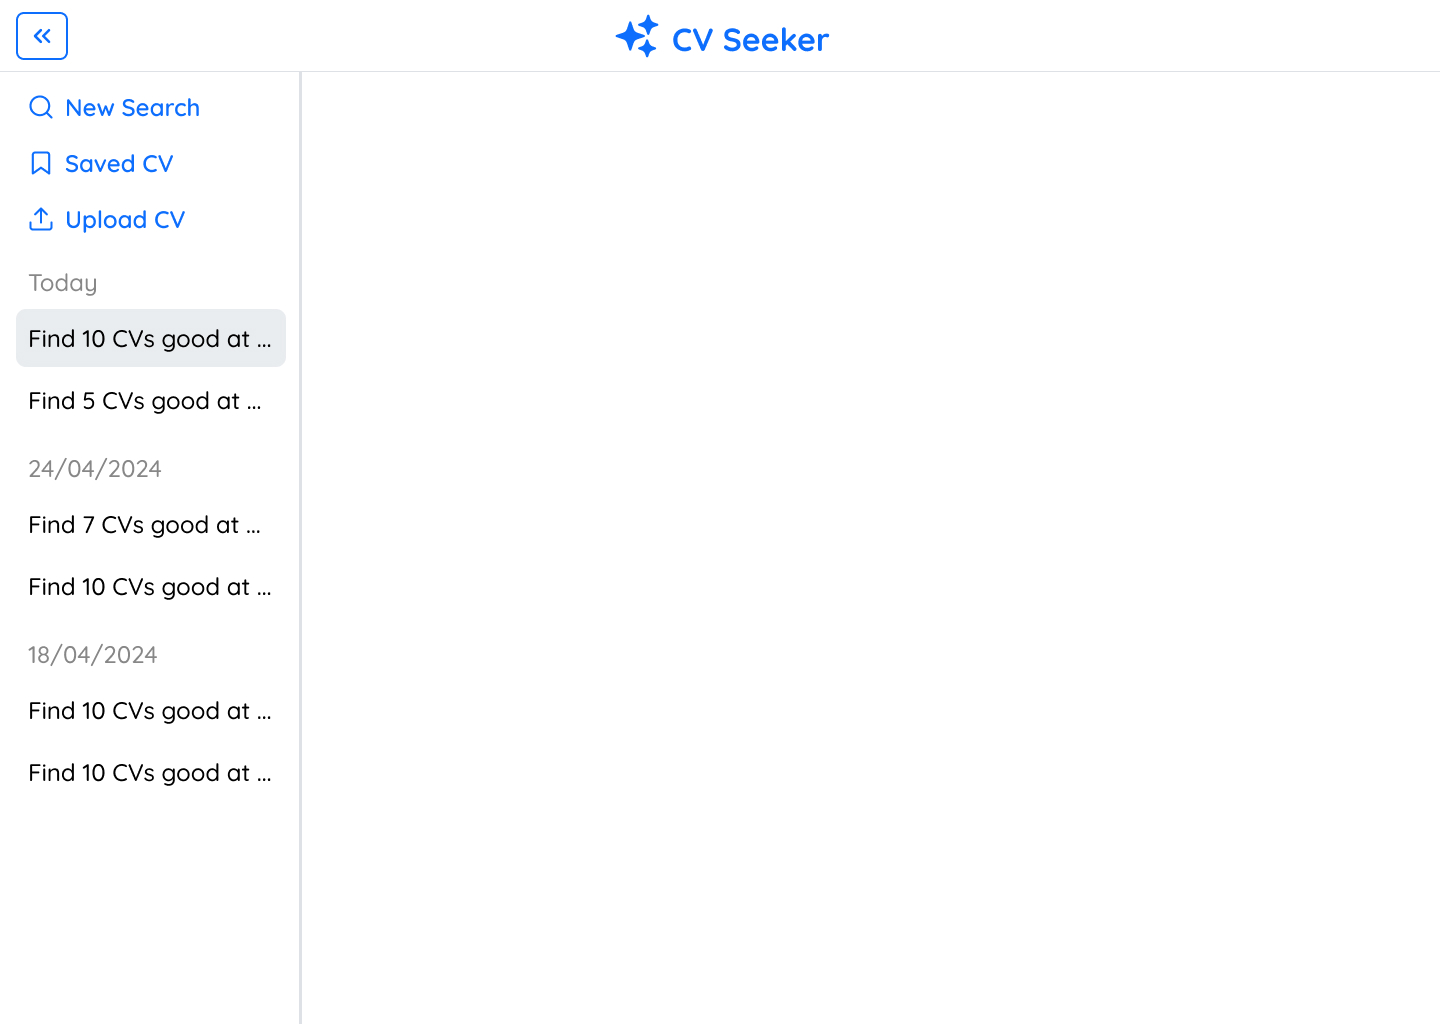 CV Seeker
New Search
Saved CV
Upload CV
Today
Find 10 CVs good at ...
Find 5 CVs good at ...
24/04/2024
Find 7 CVs good at ...
Find 10 CVs good at ...
18/04/2024
Find 10 CVs good at ...
Find 10 CVs good at ...